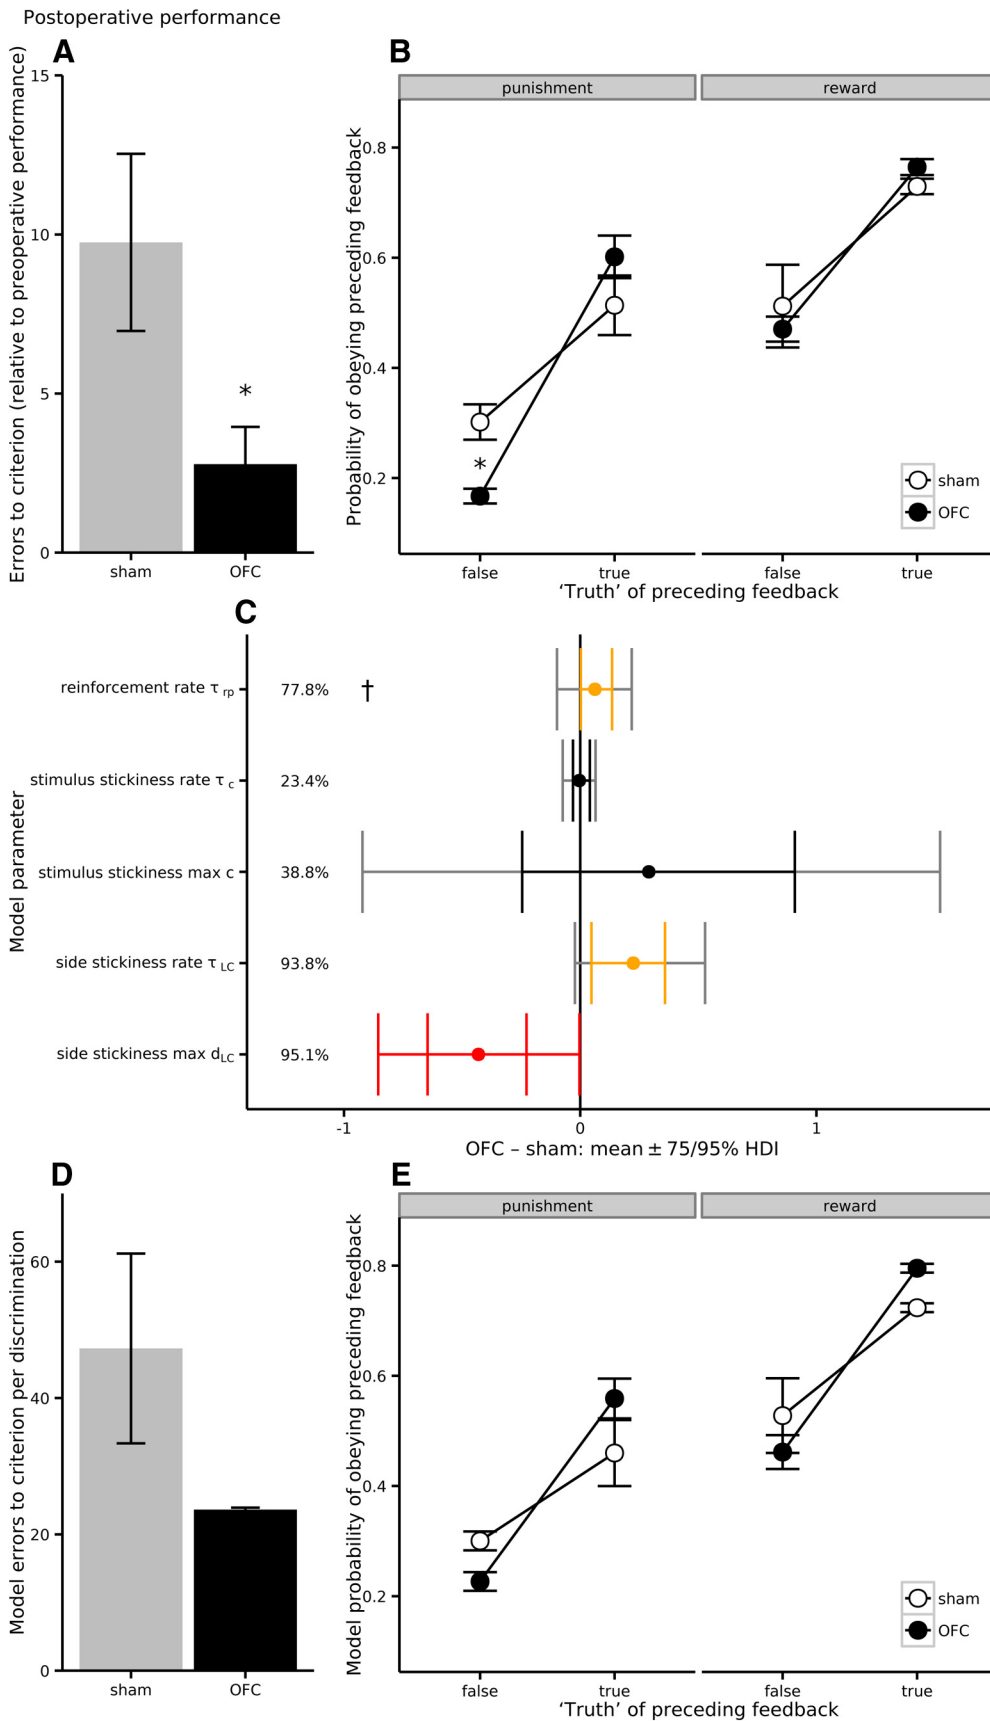 Postoperative performance
A
Errors to criterion (relative to preoperative performance)
15
10
5
0
*
sham
OFC
B
Probability of obeying preceding feedback
punishment
reward
0.8
0.6
0.4
0.2
*
sham
OFC
false
true
false
true
‘Truth’ of preceding feedback
C
Model parameter
reinforcement rate τ rp
77.8%
†
stimulus stickiness rate τ c
23.4%
stimulus stickiness max c
38.8%
side stickiness rate τ LC
93.8%
side stickiness max dLC
95.1%
-1
0
1
OFC – sham: mean ± 75/95% HDI
D
Model errors to criterion per discrimination
60
40
20
0
sham
OFC
E
Model probability of obeying preceding feedback
punishment
reward
0.8
0.6
0.4
0.2
sham
OFC
false
true
false
true
‘Truth’ of preceding feedback